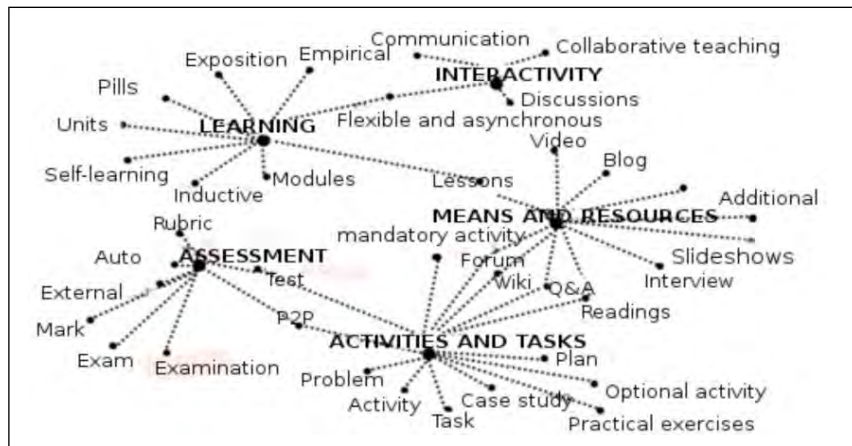 Communication
Collaborative teaching
Exposition
Empirical
INTERACTIVITY
Pills
Discussions
Flexible and asynchronous
Units
LEARNING
Video
Blog
Self-learning
Inductive
Modules
Lessons
Additional
MEANS AND RESOURCES
Rubric
mandatory activity
Auto
ASSESSMENT
Forum
Slideshows
Test
Wiki
Q&A
Interview
External
Readings
Mark
P2P
ACTIVITIES AND TASKS
Exam
Examination
Plan
Problem
Optional activity
Activity
Case study
Task
Practical exercises